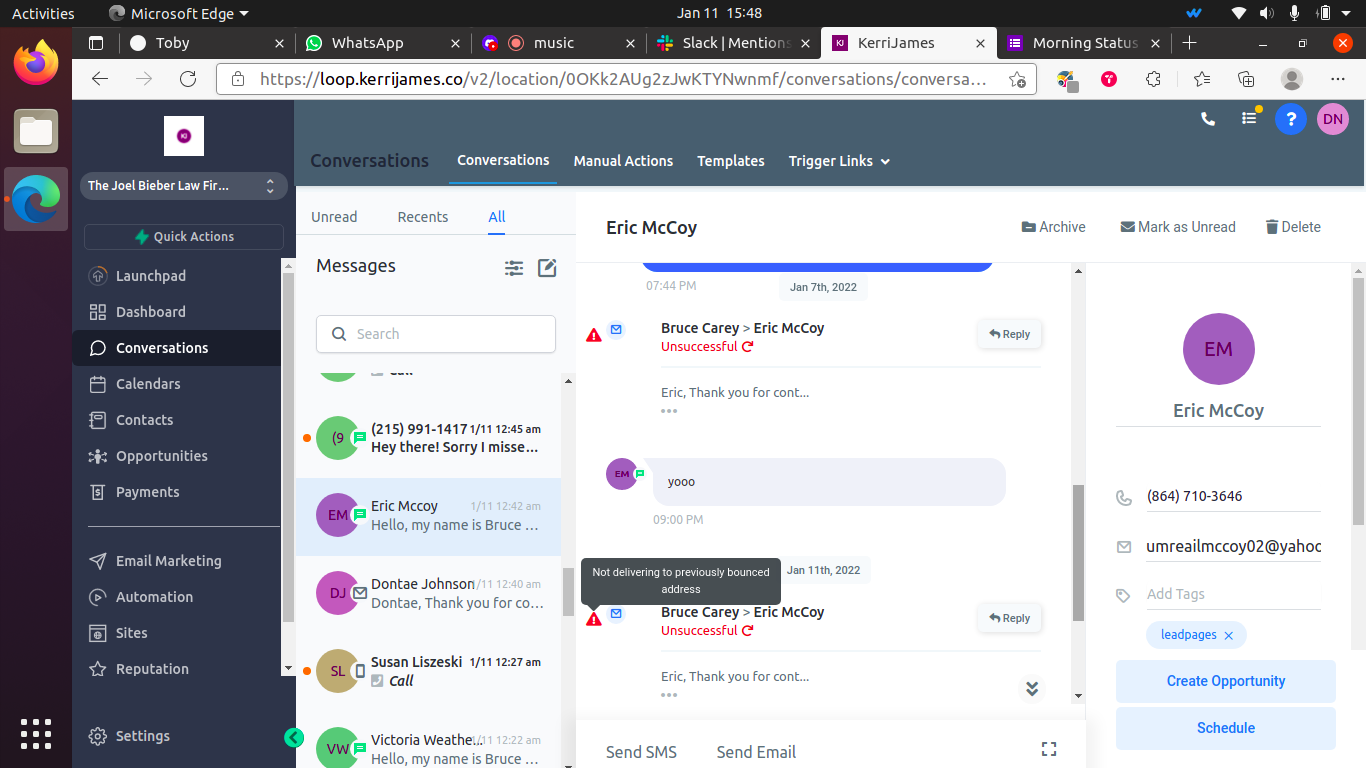 Activities
Microsoft Edge
Jan 11 15:48
Toby
WhatsApp
music
Slack | Mentions
KerriJames
Morning Status
https://loop.kerrijames.co/v2/location/0OKk2AUg2zJwKTYNwnmf/conversations/conversa...
KJ
The Joel Bieber Law Fir...
Quick Actions
Launchpad
Dashboard
Conversations
Calendars
Contacts
Opportunities
Payments
Email Marketing
Automation
Sites
Reputation
Settings
Conversations
Conversations
Manual Actions
Templates
Trigger Links
?
DN
Unread
Recents
All
Messages
Search
Call
(9
(215) 991-1417 1/11 12:45 am
Hey there! Sorry I misse...
EM
Eric Mccoy 1/11 12:42 am
Hello, my name is Bruce ...
DJ
Dontae Johnson 1/11 12:40 am
Dontae, Thank you for co...
SL
Susan Liszeski 1/11 12:27 am
Call
VW
Victoria Weathe... 1/11 12:22 am
Hello, my name is Bruce ...
Eric McCoy
Archive
Mark as Unread
Delete
07:44 PM
Jan 7th, 2022
Bruce Carey > Eric McCoy
Unsuccessful
Reply
Eric, Thank you for cont...
EM
yooo
09:00 PM
Not delivering to previously bounced
address
Jan 11th, 2022
Bruce Carey > Eric McCoy
Unsuccessful
Reply
Eric, Thank you for cont...
Send SMS
Send Email
EM
Eric McCoy
(864) 710-3646
umreailmccoy02@yahoo
Add Tags
leadpages
Create Opportunity
Schedule